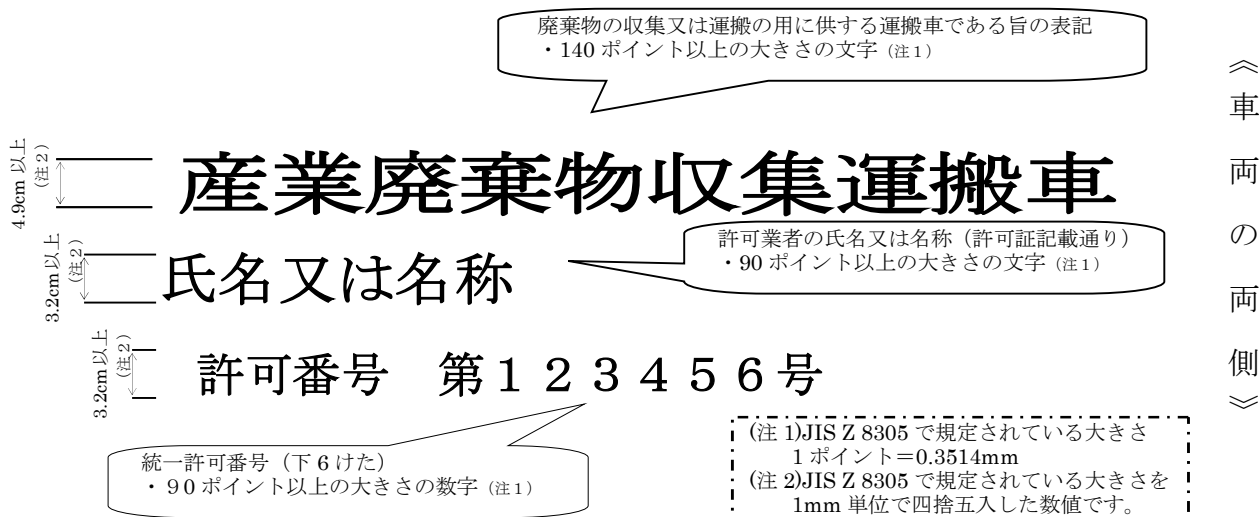 廃棄物の収集又は運搬の用に供する運搬車である旨の表記
・140 ポイント以上の大きさの文字（注１）
4.9cm 以上
（注２）
産業廃棄物収集運搬車
許可業者の氏名又は名称（許可証記載通り）
・90 ポイント以上の大きさの文字（注１）
3.2cm 以上
（注２）
氏名又は名称
3.2cm 以上
（注２）
許可番号　第１２３４５６号
統一許可番号（下 6 けた）
・９０ポイント以上の大きさの数字（注１）
(注 1)JIS Z 8305 で規定されている大きさ
1 ポイント＝0.3514mm
(注 2)JIS Z 8305 で規定されている大きさを
1mm 単位で四捨五入した数値です。
《車両の両側》